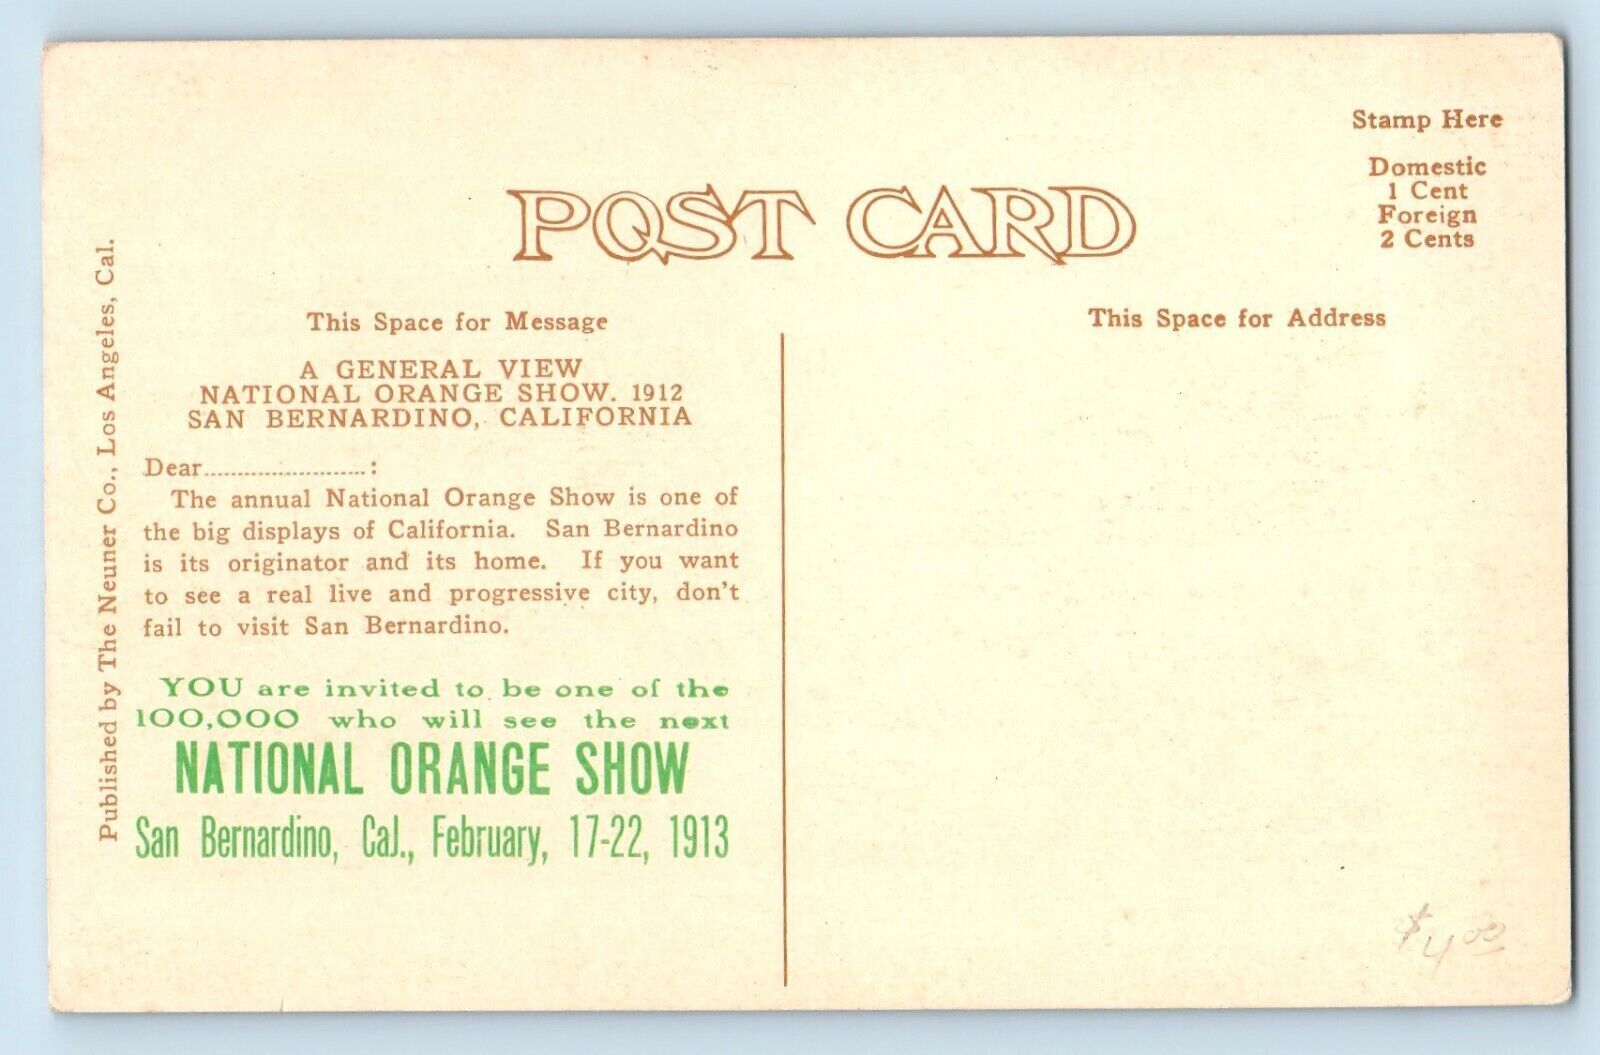 POST CARD
Stamp Here
Domestic
1 Cent
Foreign
2 Cents
Published by The Neuner Co., Los Angeles, Cal.
This Space for Message
A GENERAL VIEW
NATIONAL ORANGE SHOW. 1912
SAN BERNARDINO, CALIFORNIA
Dear........................:
The annual National Orange Show is one of
the big displays of California. San Bernardino
is its originator and its home. If you want
to see a real live and progressive city, don't
fail to visit San Bernardino.
YOU are invited to be one of the
100,000 who will see the next
NATIONAL ORANGE SHOW
San Bernardino, Cal., February, 17-22, 1913
This Space for Address
$4.00